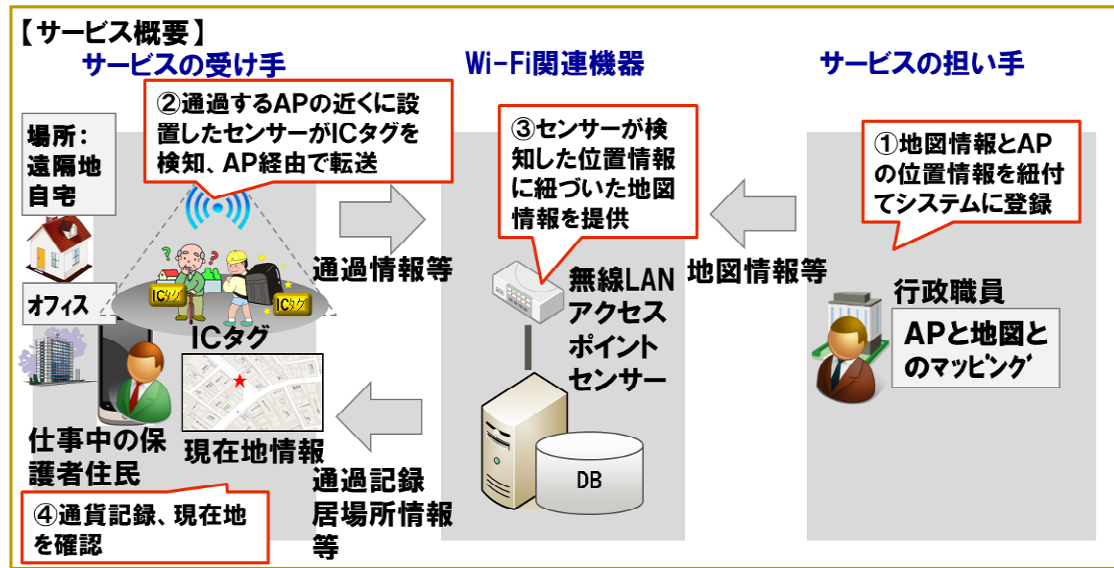 【サービス概要】
サービスの受け手
Wi-Fi関連機器
サービスの担い手
②通過するAPの近くに設
置したセンサーがICタグを
検知、AP経由で転送
場所：
遠隔地
自宅
オフィス
ICタグ
ICタグ
ICタグ
仕事中の保
護者住民
現在地情報
④通貨記録、現在地
を確認
通過情報等
通過記録
居場所情報
等
③センサーが検
知した位置情報
に紐づいた地図
情報を提供
無線LAN
アクセス
ポイント
センサー
DB
地図情報等
①地図情報とAP
の位置情報を紐付
てシステムに登録
行政職員
APと地図と
のマッピング